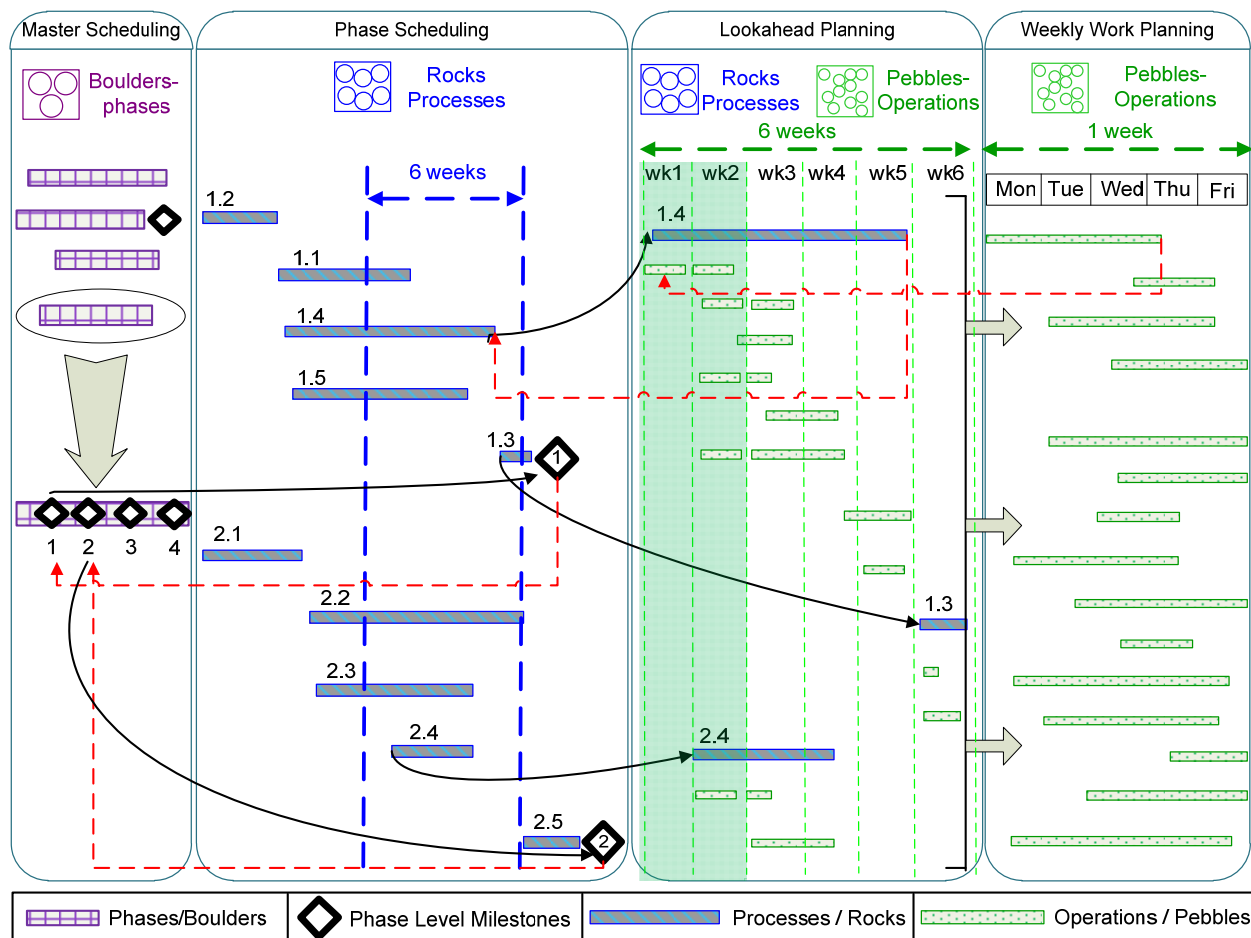 Master Scheduling
Phase Scheduling
Lookahead Planning
Weekly Work Planning
Boulders-
phases
Rocks
Processes
Rocks
Processes
Pebbles-
Operations
Pebbles-
Operations
6 weeks
6 weeks
1 week
wk1 wk2 wk3 wk4 wk5 wk6
Mon Tue Wed Thu Fri
1.2
1.1
1.4
1.5
1.3
1
1 2 3 4
2.1
2.2
2.3
2.4
2.5
2
1.4
1.3
2.4
Phases/Boulders
Phase Level Milestones
Processes / Rocks
Operations / Pebbles